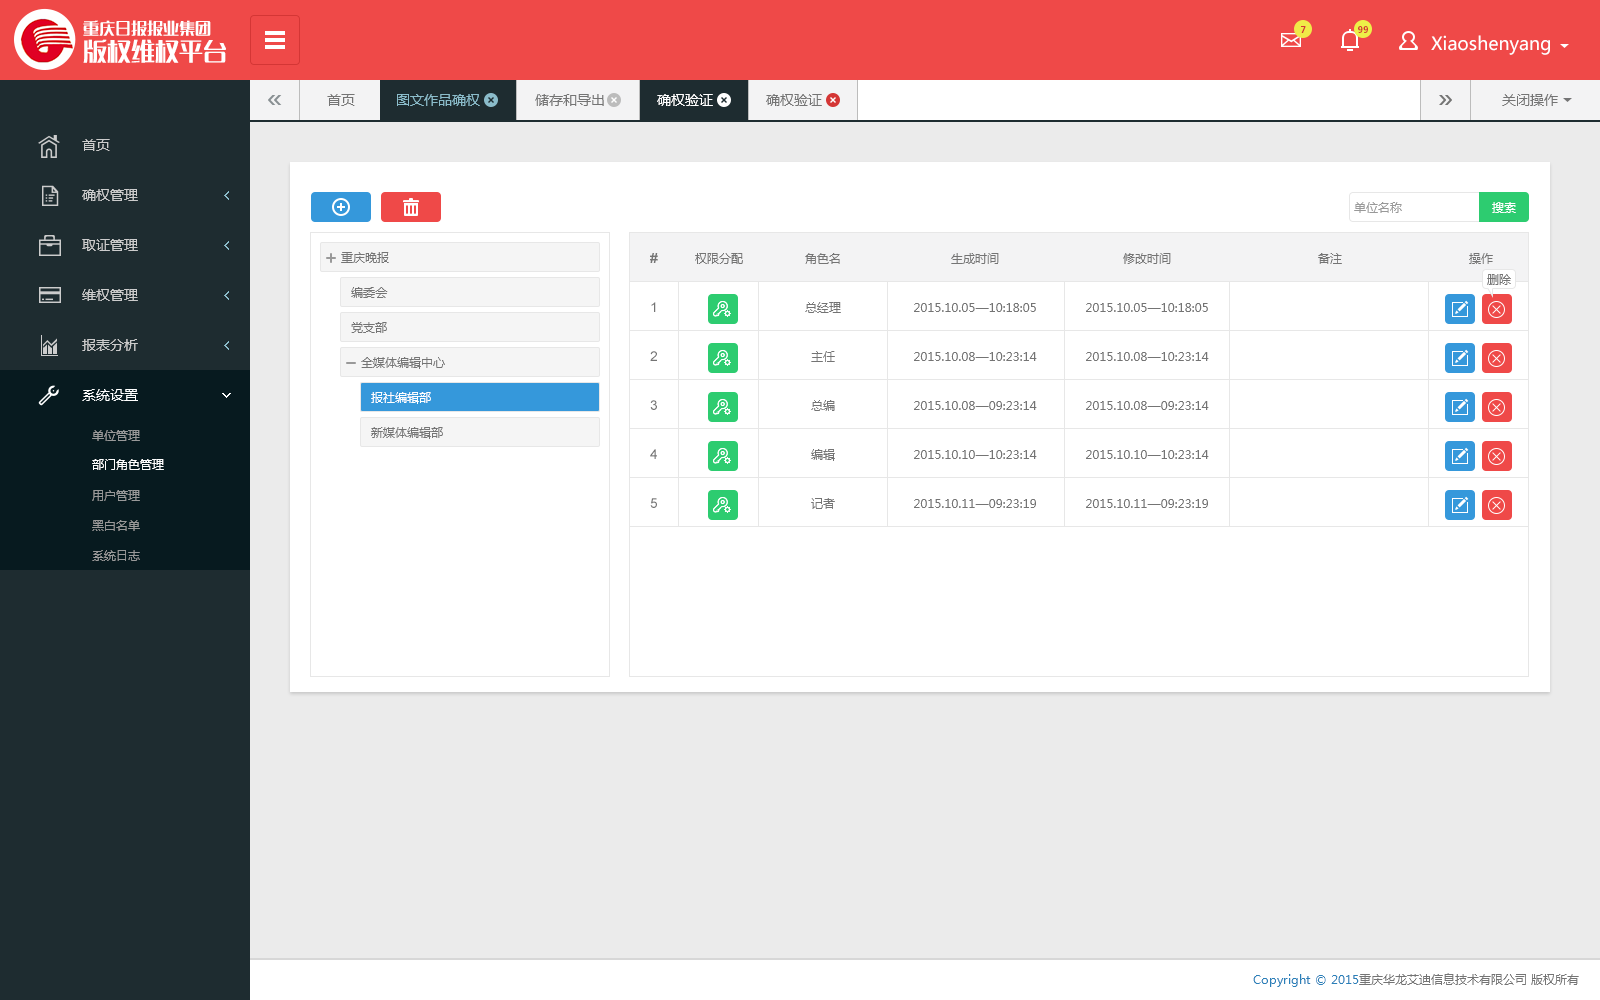 重庆日报报业集团
版权维权平台
7
99
Xiaoshenyang
首页
图文作品确权
储存和导出
确权验证
确权验证
关闭操作
首页
确权管理
取证管理
维权管理
报表分析
系统设置
单位管理
部门角色管理
用户管理
黑白名单
系统日志
单位名称
搜索
重庆晚报
编委会
党支部
全媒体编辑中心
报社编辑部
新媒体编辑部
# 权限分配 角色名 生成时间 修改时间 备注 操作
删除
1 总经理 2015.10.05—10:18:05 2015.10.05—10:18:05
2 主任 2015.10.08—10:23:14 2015.10.08—10:23:14
3 总编 2015.10.08—09:23:14 2015.10.08—09:23:14
4 编辑 2015.10.10—10:23:14 2015.10.10—10:23:14
5 记者 2015.10.11—09:23:19 2015.10.11—09:23:19
Copyright © 2015重庆华龙艾迪信息技术有限公司 版权所有